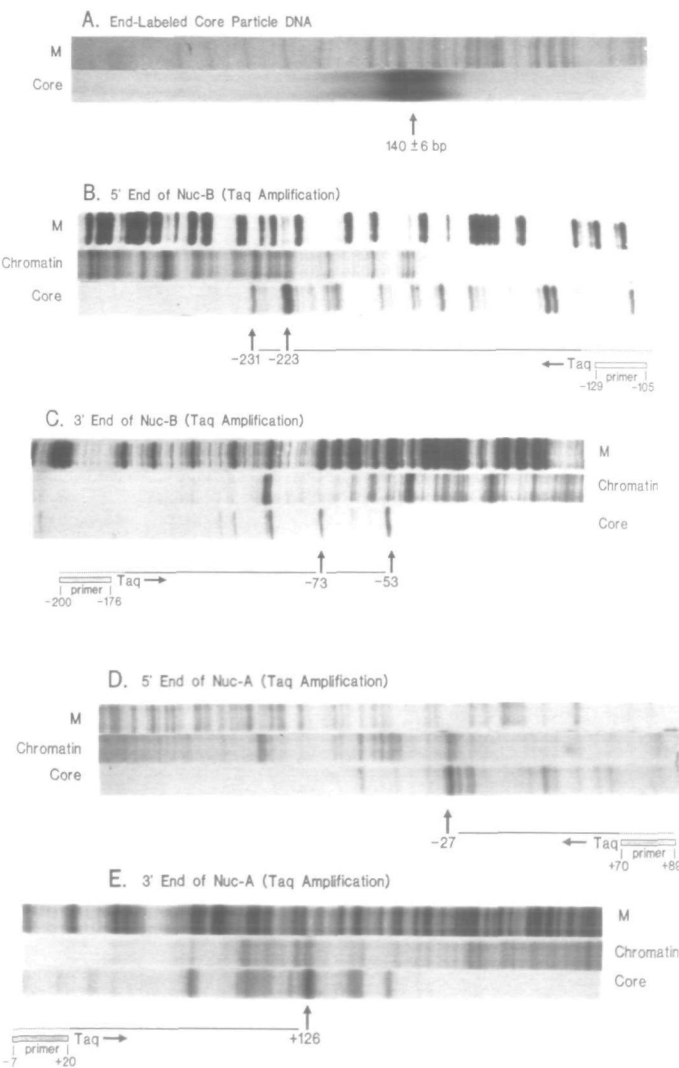 A. End-Labeled Core Particle DNA
M
Core
140 ± 6 bp
B. 5' End of Nuc-B (Taq Amplification)
M
Chromatin
Core
-231 -223
Taq
primer
-129 -105
C. 3' End of Nuc-B (Taq Amplification)
M
Chromatin
Core
-73 -53
Taq
primer
-200 -176
D. 5' End of Nuc-A (Taq Amplification)
M
Chromatin
Core
-27
Taq
primer
+70 +89
E. 3' End of Nuc-A (Taq Amplification)
M
Chromatin
Core
+126
Taq
primer
-7 +20